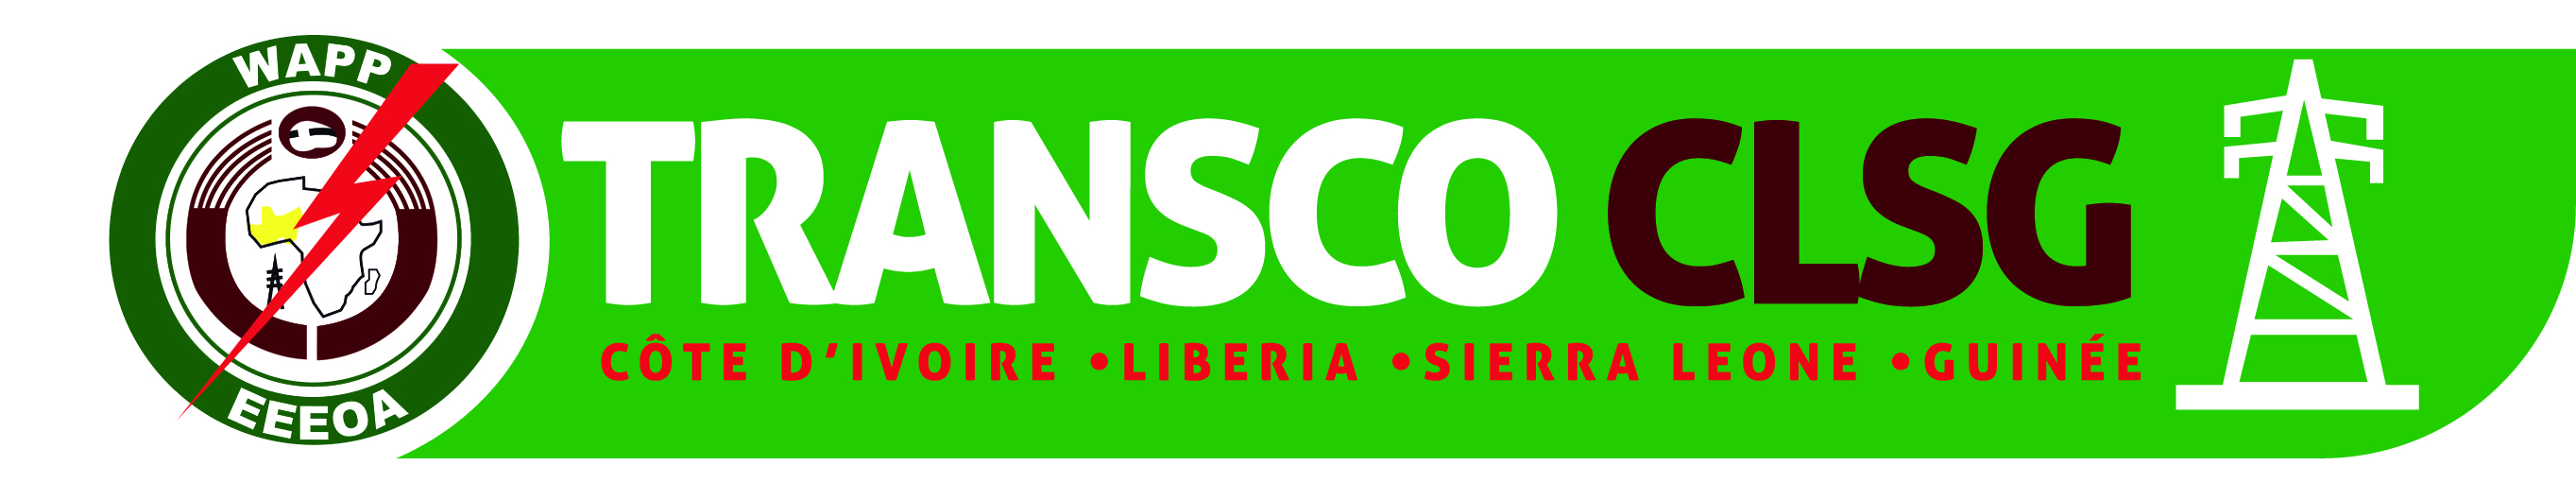 WAPP
EEEOA
TRANSCO CLSG
CÔTE D'IVOIRE •LIBERIA •SIERRA LEONE •GUINÉE